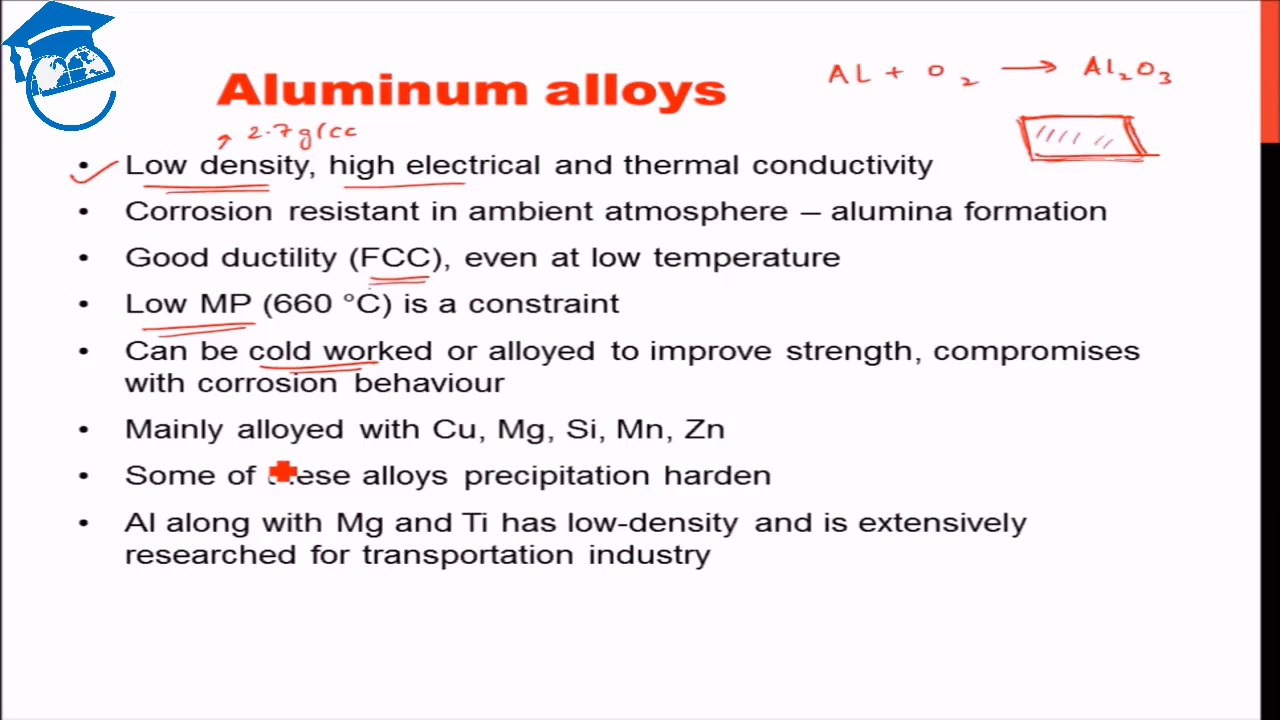 Aluminum alloys
AL + O2 → Al2O3
2.7g/cc
• Low density, high electrical and thermal conductivity
• Corrosion resistant in ambient atmosphere – alumina formation
• Good ductility (FCC), even at low temperature
• Low MP (660 °C) is a constraint
• Can be cold worked or alloyed to improve strength, compromises
with corrosion behaviour
• Mainly alloyed with Cu, Mg, Si, Mn, Zn
• Some of these alloys precipitation harden
• Al along with Mg and Ti has low-density and is extensively
researched for transportation industry